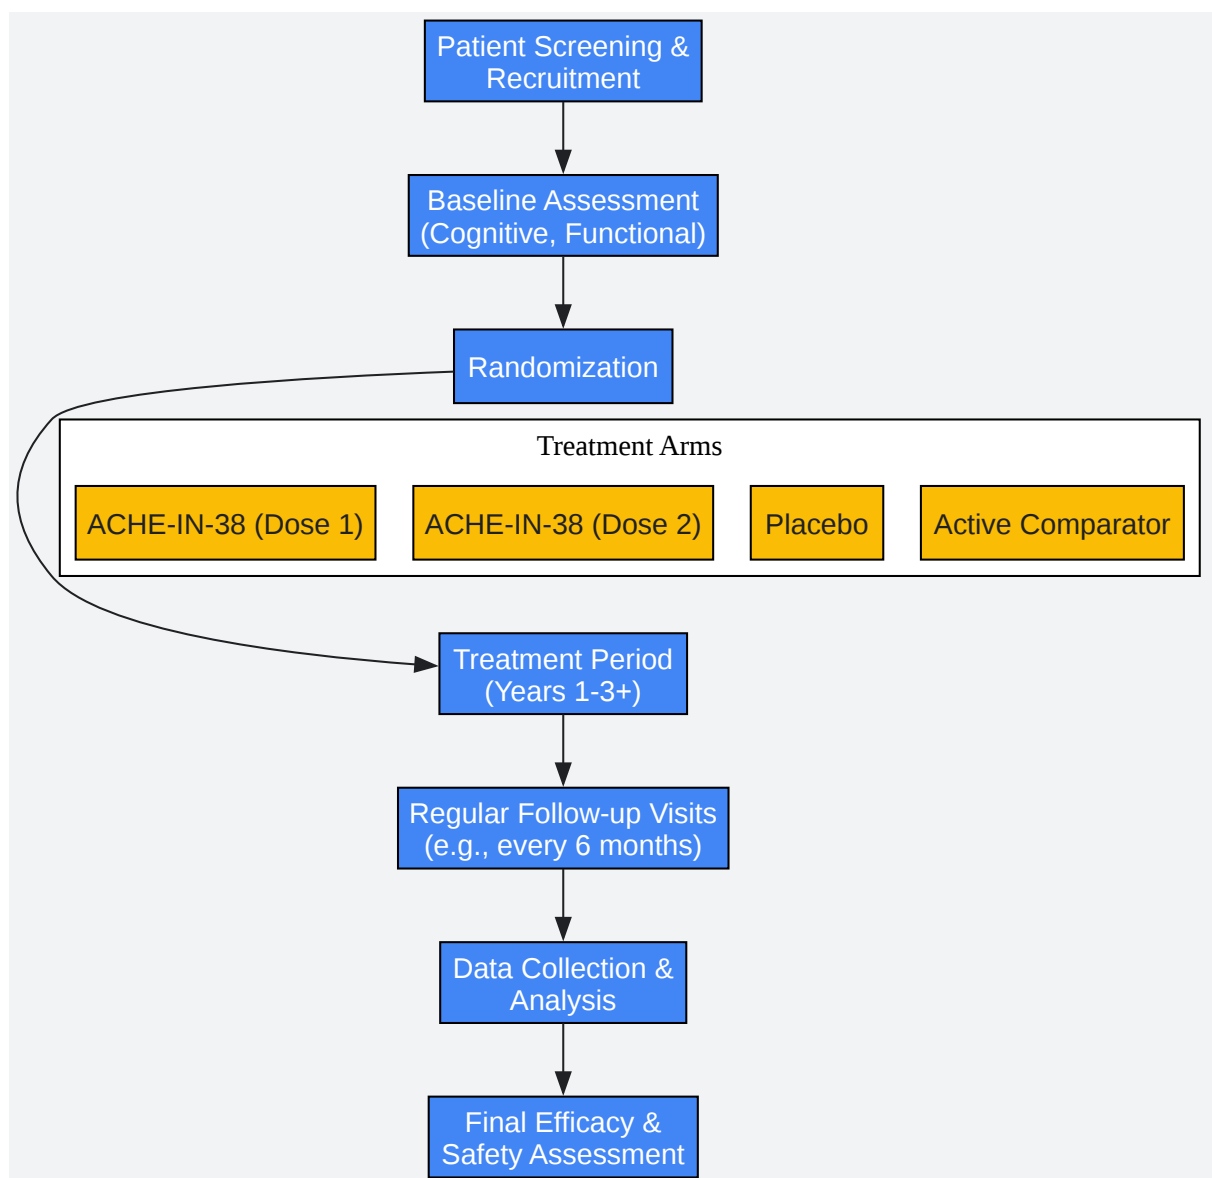 Patient Screening &
Recruitment
Baseline Assessment
(Cognitive, Functional)
Randomization
Treatment Arms
ACHE-IN-38 (Dose 1)
ACHE-IN-38 (Dose 2)
Placebo
Active Comparator
Treatment Period
(Years 1-3+)
Regular Follow-up Visits
(e.g., every 6 months)
Data Collection &
Analysis
Final Efficacy &
Safety Assessment